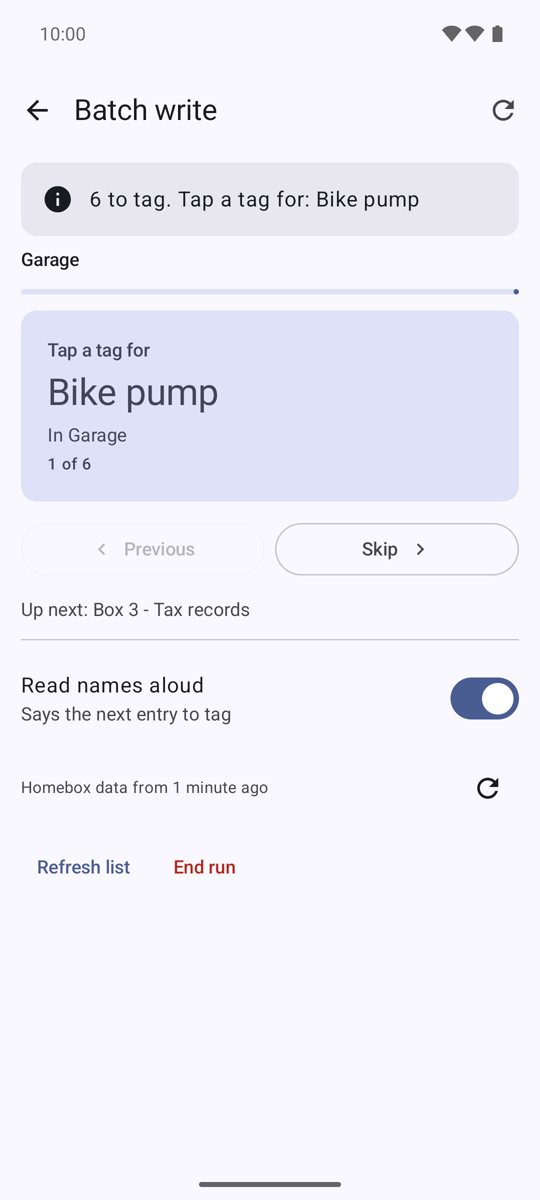 10:00
Batch write
6 to tag. Tap a tag for: Bike pump
Garage
Tap a tag for
Bike pump
In Garage
1 of 6
Previous
Skip
Up next: Box 3 - Tax records
Read names aloud
Says the next entry to tag
Homebox data from 1 minute ago
Refresh list
End run